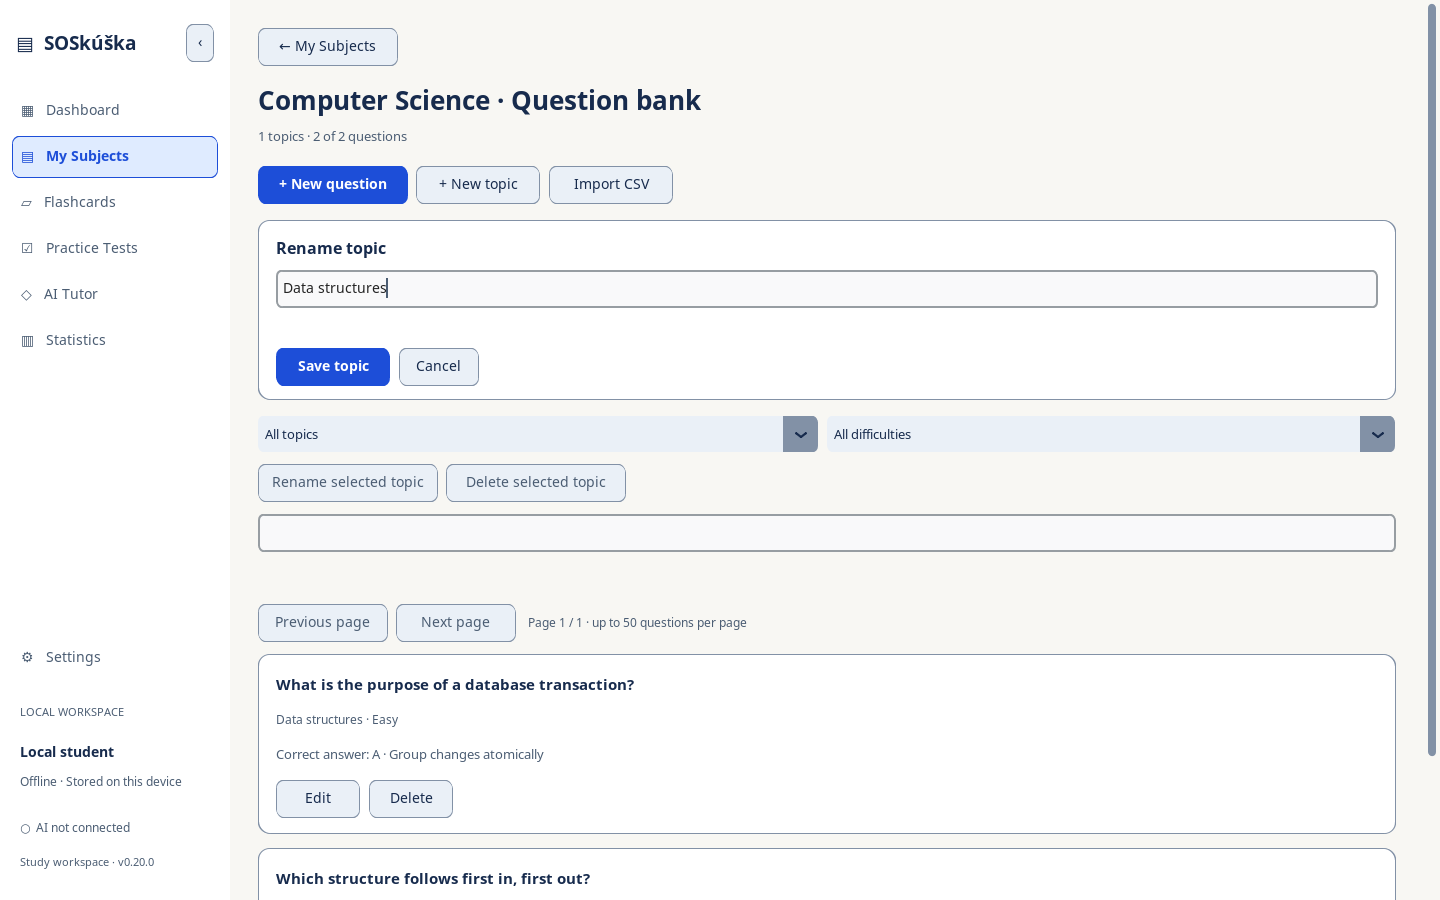 SOSkúška
‹
Dashboard
My Subjects
Flashcards
Practice Tests
AI Tutor
Statistics
Settings
LOCAL WORKSPACE
Local student
Offline · Stored on this device
AI not connected
Study workspace · v0.20.0
← My Subjects
Computer Science · Question bank
1 topics · 2 of 2 questions
+ New question
+ New topic
Import CSV
Rename topic
Data structures
Save topic
Cancel
All topics
All difficulties
Rename selected topic
Delete selected topic
Previous page
Next page
Page 1 / 1 · up to 50 questions per page
What is the purpose of a database transaction?
Data structures · Easy
Correct answer: A · Group changes atomically
Edit
Delete
Which structure follows first in, first out?